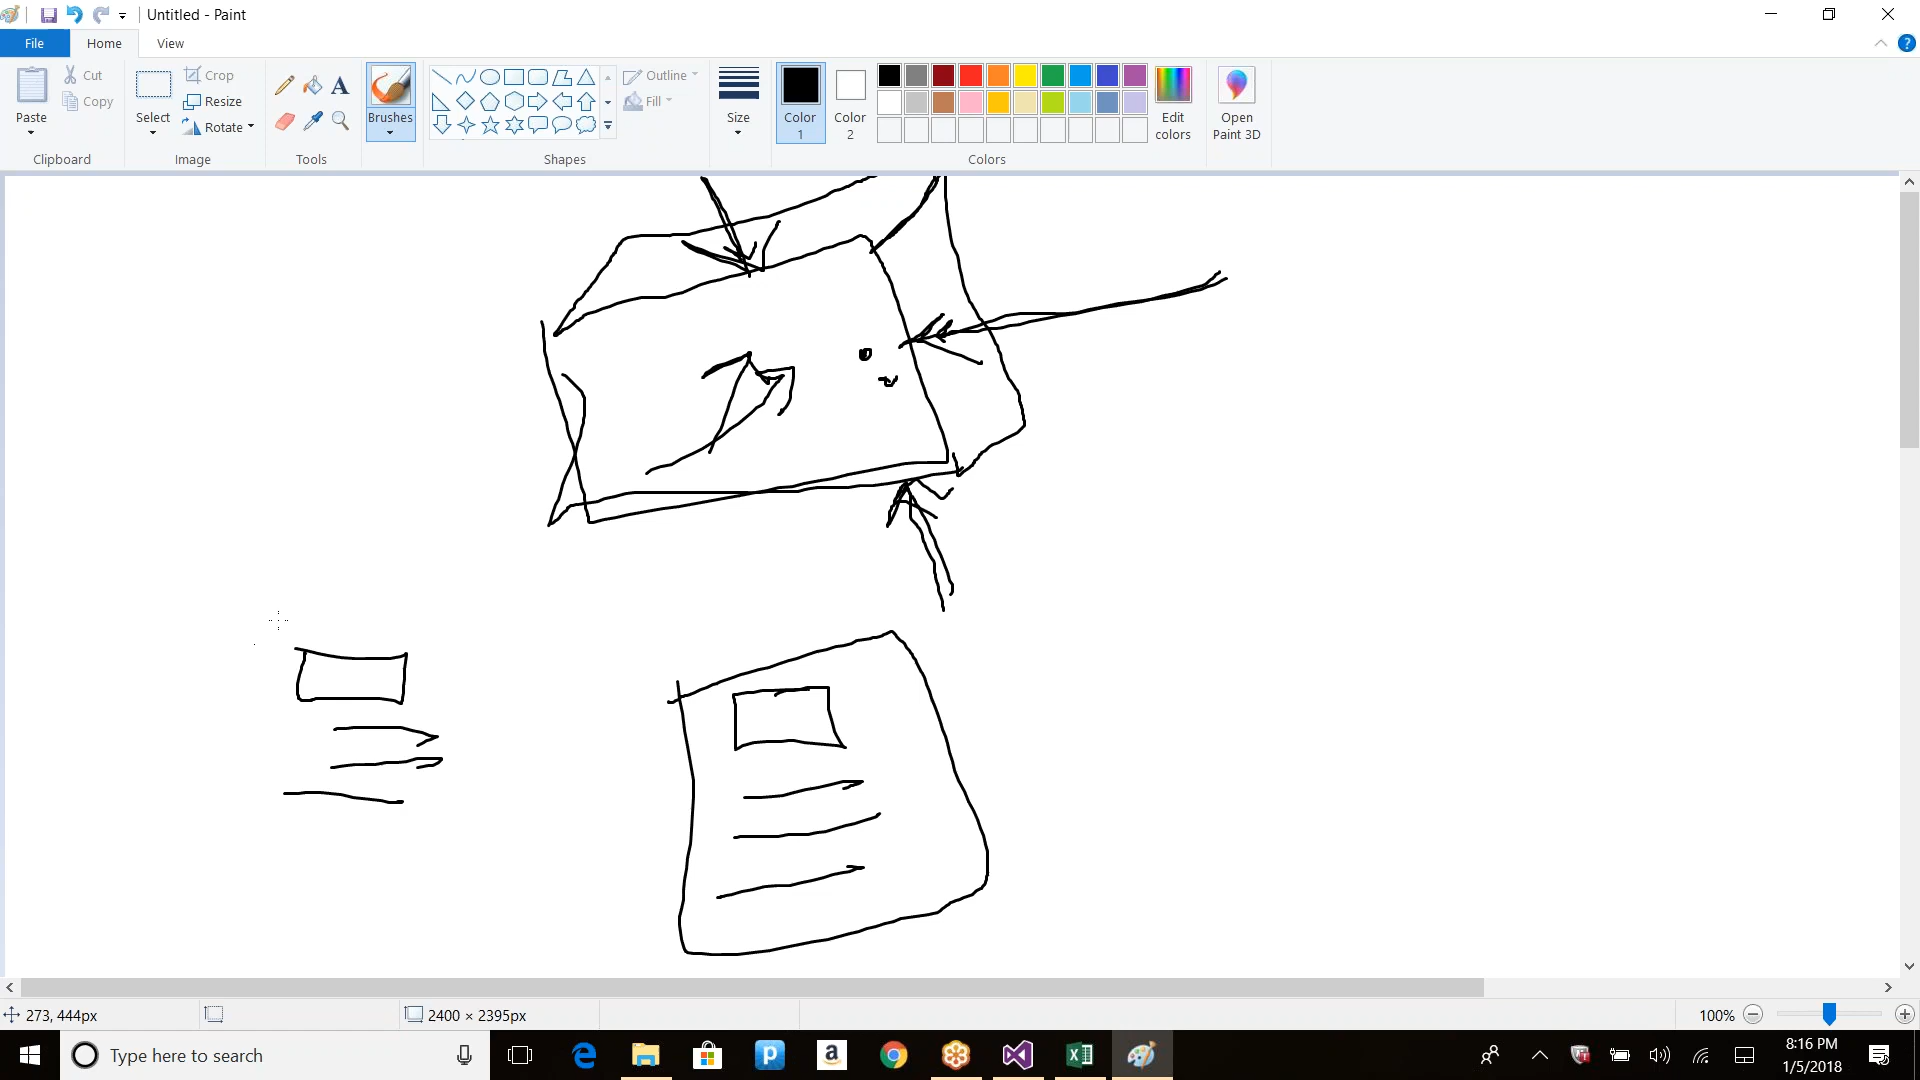 Untitled - Paint
File Home View
Paste
Cut
Copy
Clipboard
Select
Crop
Resize
Rotate
Image
Tools
Brushes
Shapes
Outline
Fill
Size
Color 1
Color 2
Colors
Edit colors
Open Paint 3D
273, 444px
2400 × 2395px
100%
Type here to search
8:16 PM
1/5/2018